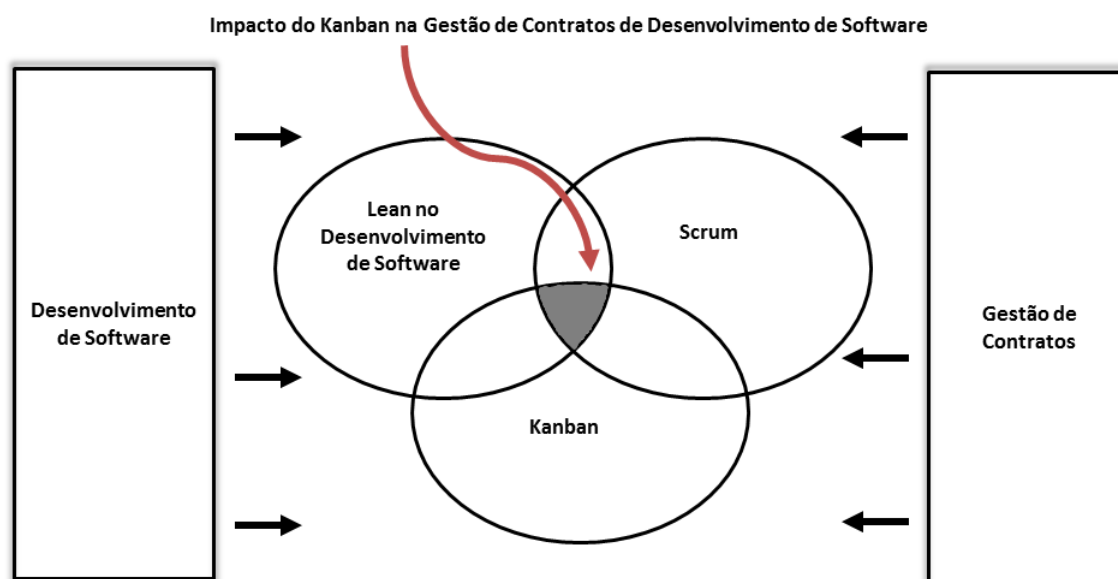 Impacto do Kanban na Gestão de Contratos de Desenvolvimento de Software
Lean no
Desenvolvimento
de Software
Scrum
Desenvolvimento
de Software
Gestão de
Contratos
Kanban